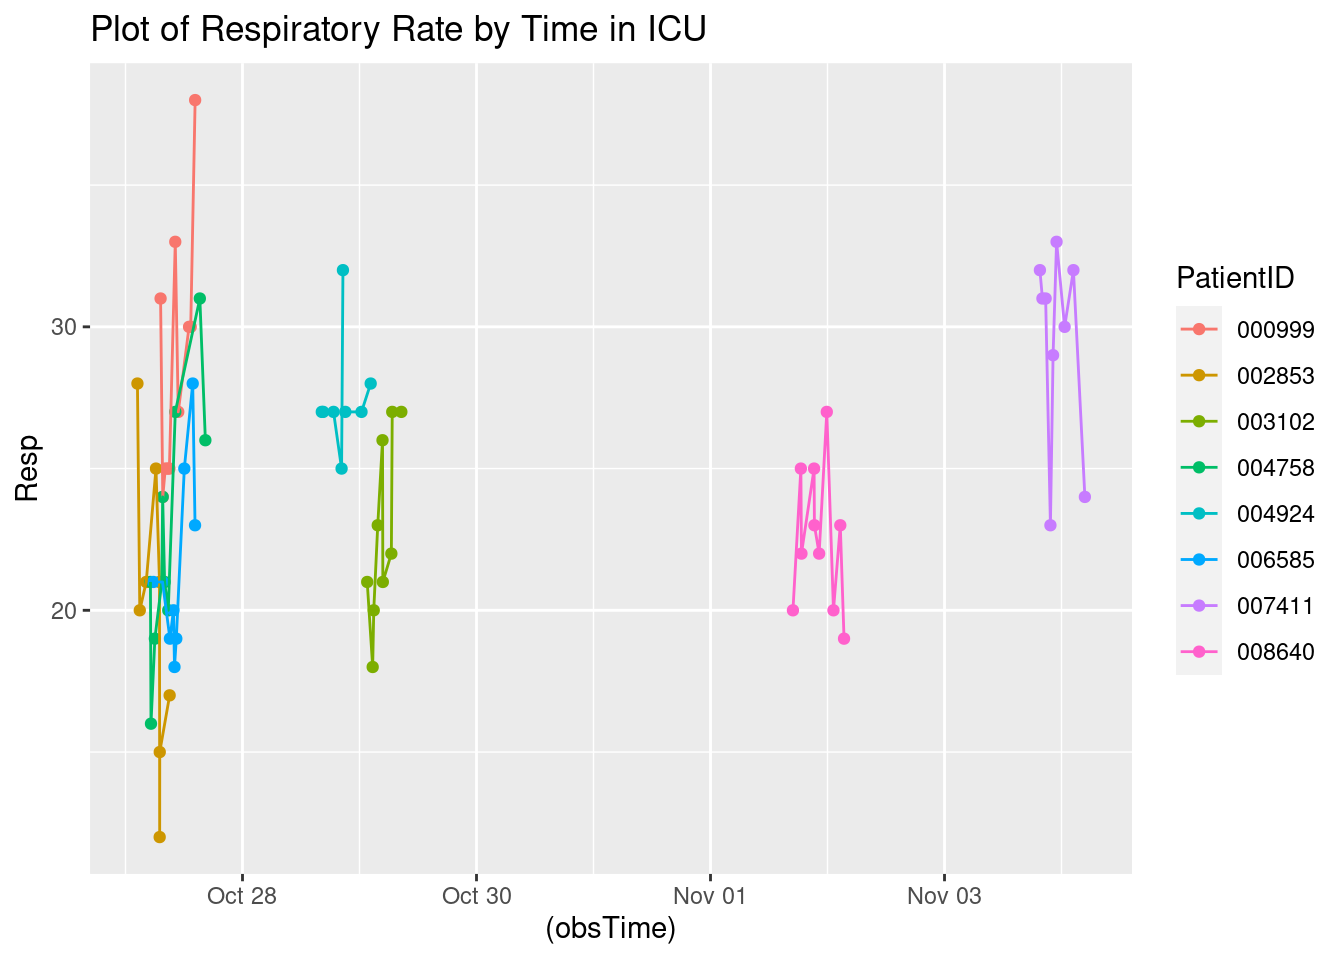 Plot of Respiratory Rate by Time in ICU
Resp
30
20
Oct 28
Oct 30
Nov 01
Nov 03
(obsTime)
PatientID
000999
002853
003102
004758
004924
006585
007411
008640